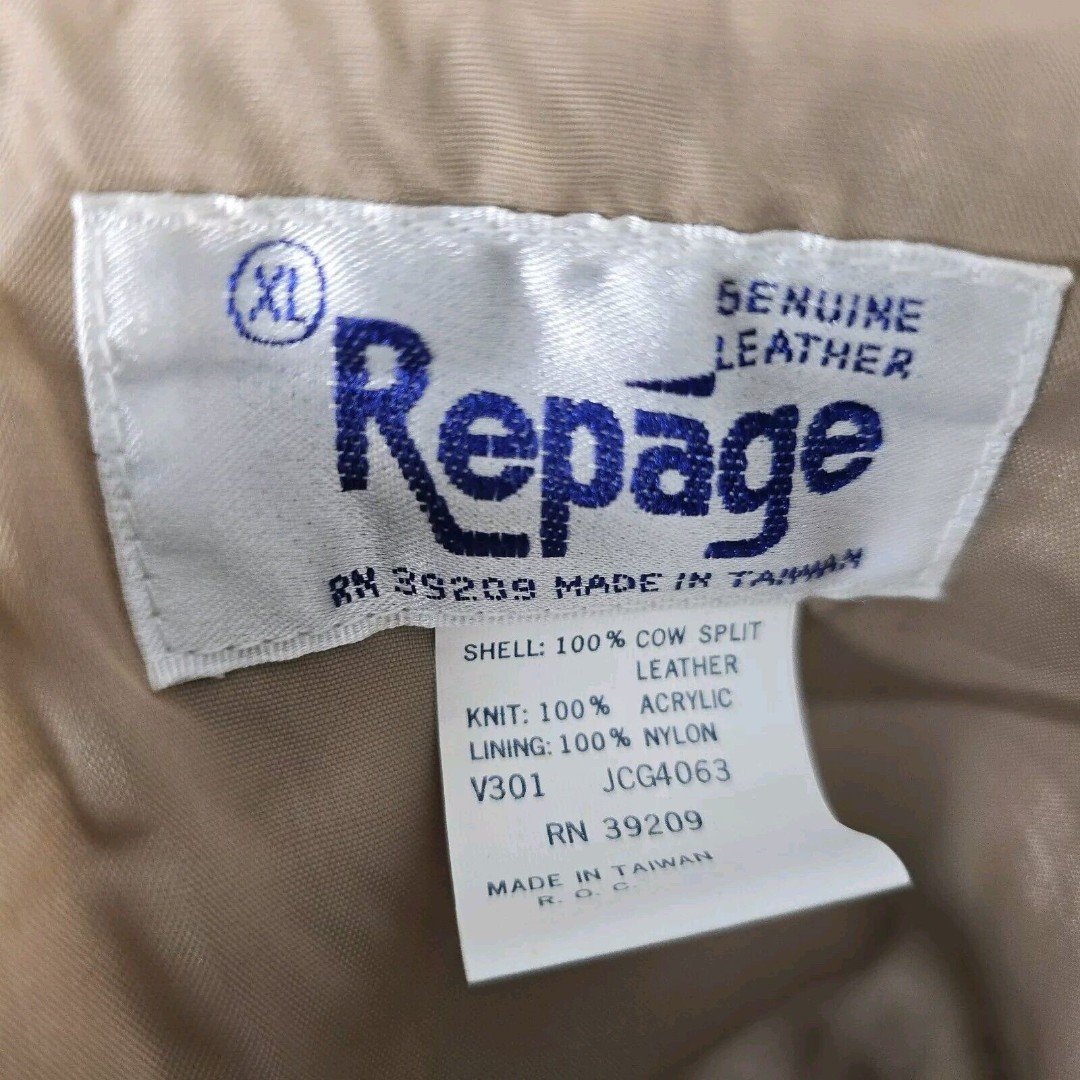 XL
GENUINE
LEATHER
Repáge
RN 39209 MADE IN TAIWAN
SHELL: 100% COW SPLIT
LEATHER
KNIT: 100% ACRYLIC
LINING: 100% NYLON
V301 JCG4063
RN 39209
MADE IN TAIWAN
R. O. C.